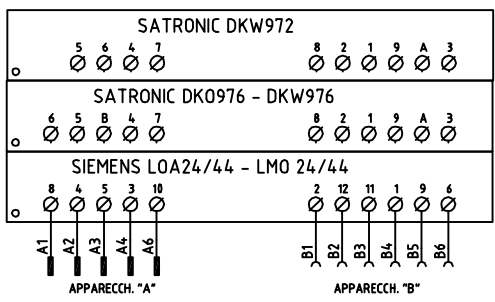 SATRONIC DKW972
5 6 4 7 8 2 1 9 A 3
SATRONIC DKO976 - DKW976
6 5 B 4 7 8 2 1 9 A 3
SIEMENS LOA24/44 - LMO 24/44
8 4 5 3 10 2 12 11 1 9 6
A1 A2 A3 A4 A6 B1 B2 B3 B4 B5 B6
APPARECCH. "A" APPARECCH. "B"